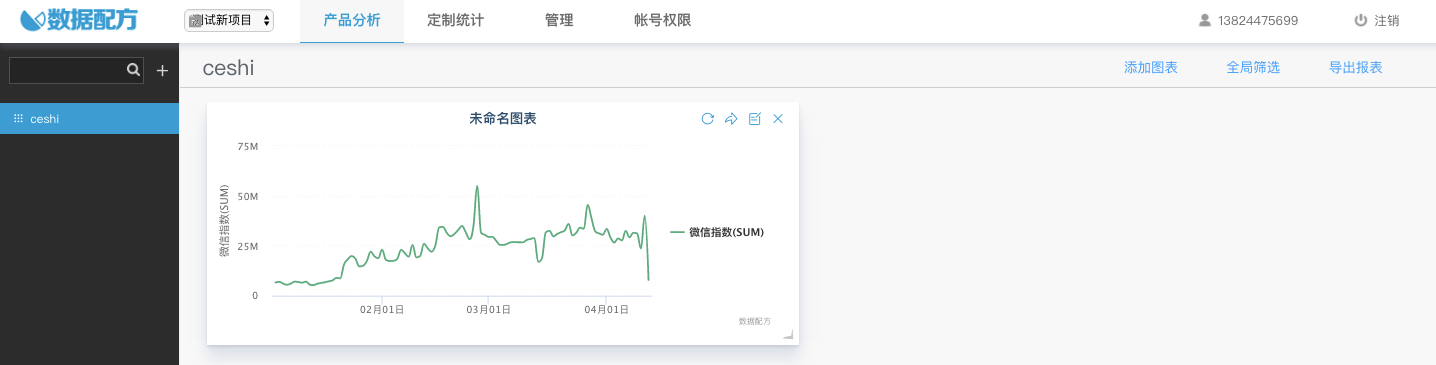 数据配方
试新项目
产品分析
定制统计
管理
帐号权限
13824475699
注销
ceshi
添加图表
全局筛选
导出报表
ceshi
未命名图表
75M
50M
25M
0
微信指数(SUM)
02月01日
03月01日
04月01日
微信指数(SUM)
数据配方